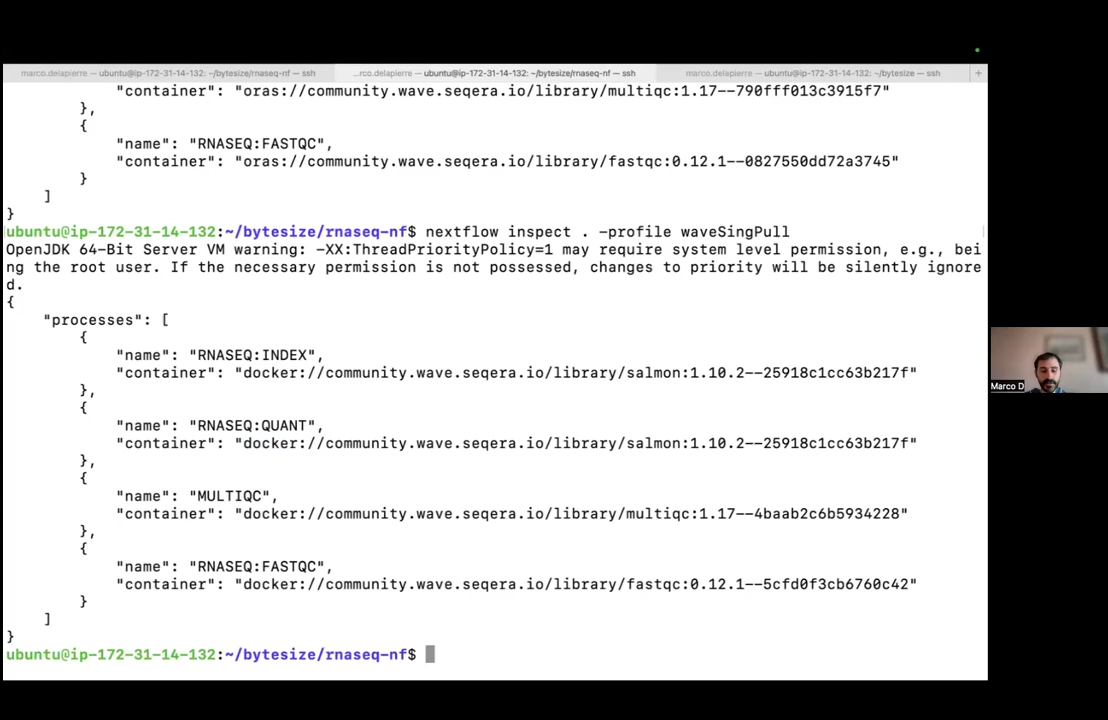 marco.delapierre — ubuntu@ip-172-31-14-132: ~/bytesize/rnaseq-nf — ssh
...rco.delapierre — ubuntu@ip-172-31-14-132: ~/bytesize/rnaseq-nf — ssh
marco.delapierre — ubuntu@ip-172-31-14-132: ~/bytesize — ssh
+
"container": "oras://community.wave.seqera.io/library/multiqc:1.17--790fff013c3915f7"
},
{
"name": "RNASEQ:FASTQC",
"container": "oras://community.wave.seqera.io/library/fastqc:0.12.1--0827550dd72a3745"
}
]
}
ubuntu@ip-172-31-14-132:~/bytesize/rnaseq-nf$ nextflow inspect . -profile waveSingPull
OpenJDK 64-Bit Server VM warning: -XX:ThreadPriorityPolicy=1 may require system level permission, e.g., bei
ng the root user. If the necessary permission is not possessed, changes to priority will be silently ignore
d.
{
"processes": [
{
"name": "RNASEQ:INDEX",
"container": "docker://community.wave.seqera.io/library/salmon:1.10.2--25918c1cc63b217f"
},
{
"name": "RNASEQ:QUANT",
"container": "docker://community.wave.seqera.io/library/salmon:1.10.2--25918c1cc63b217f"
},
{
"name": "MULTIQC",
"container": "docker://community.wave.seqera.io/library/multiqc:1.17--4baab2c6b5934228"
},
{
"name": "RNASEQ:FASTQC",
"container": "docker://community.wave.seqera.io/library/fastqc:0.12.1--5cfd0f3cb6760c42"
}
]
}
ubuntu@ip-172-31-14-132:~/bytesize/rnaseq-nf$
Marco D